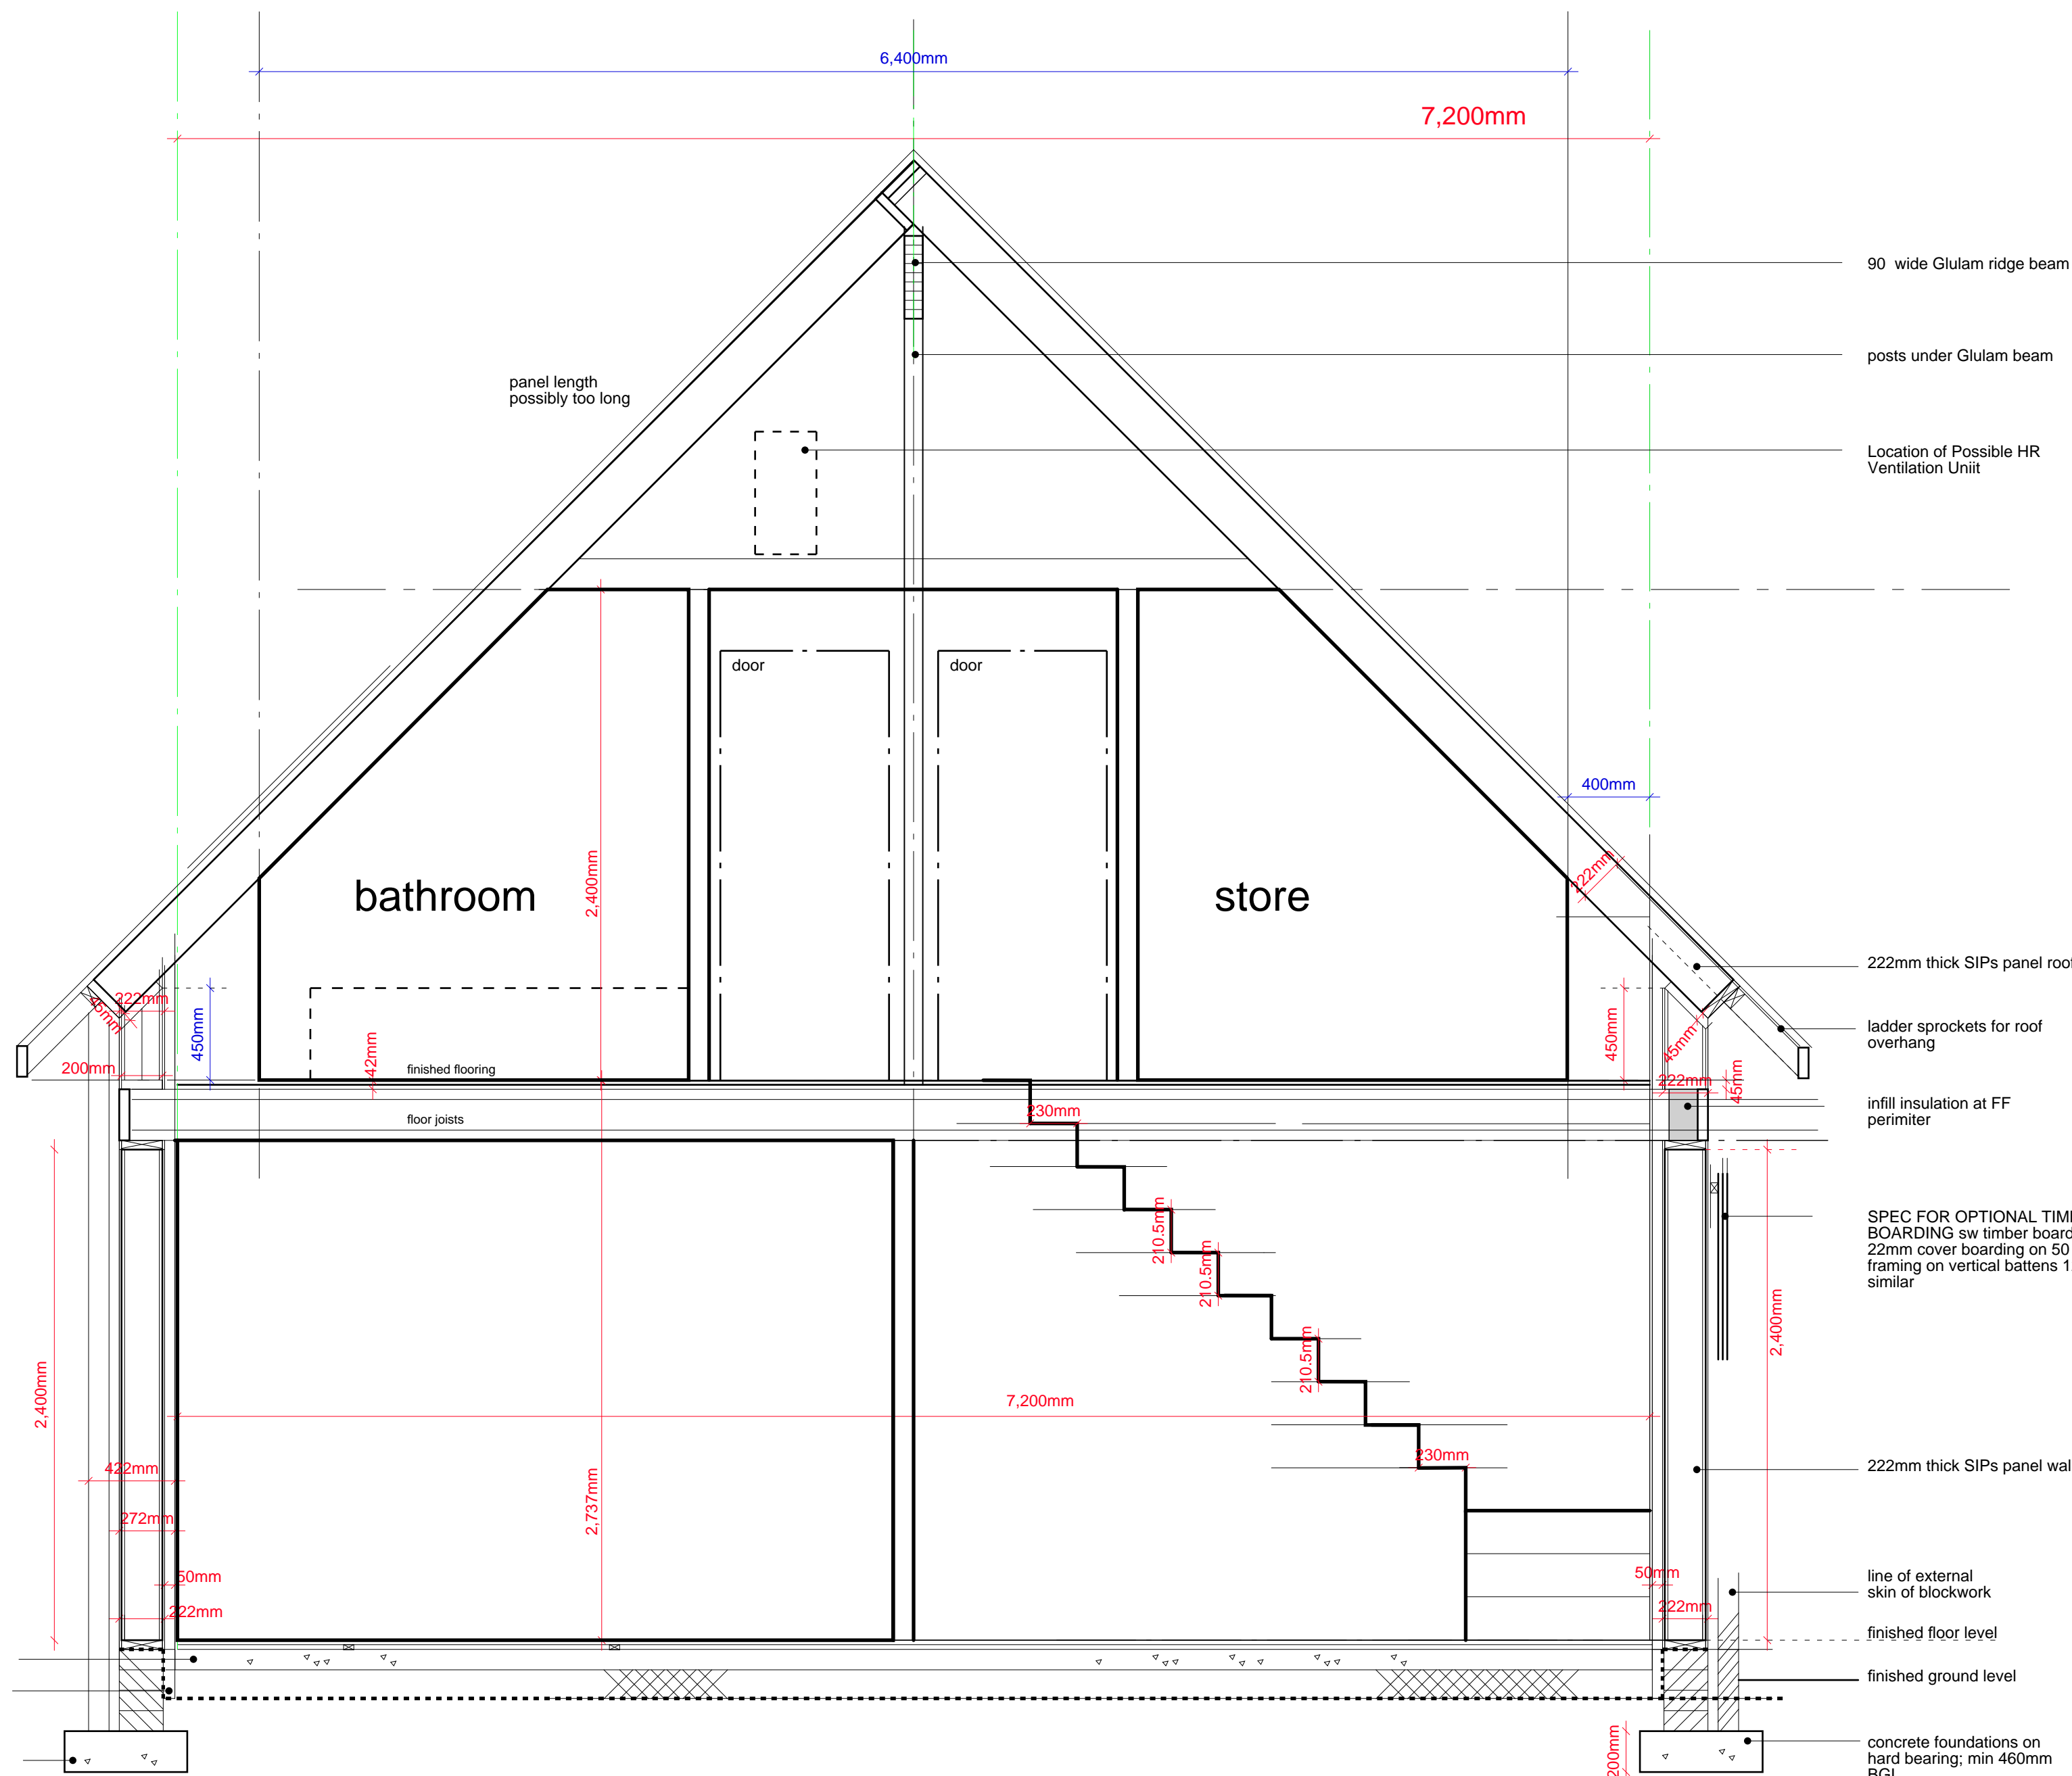 6,400mm
7,200mm
90 wide Glulam ridge beam
posts under Glulam beam
panel length
possibly too long
Location of Possible HR
Ventilation Uniit
door
door
400mm
2,400mm
bathroom
store
222mm
222mm thick SIPs panel roof
222mm
45mm
450mm
450mm
45mm
ladder sprockets for roof
overhang
200mm
42mm
finished flooring
222mm
45mm
infill insulation at FF
perimiter
floor joists
230mm
210.5mm
210.5mm
210.5mm
SPEC FOR OPTIONAL TIM
BOARDING sw timber board
22mm cover boarding on 50
framing on vertical battens 1
similar
2,400mm
2,400mm
7,200mm
230mm
422mm
222mm thick SIPs panel wal
2,737mm
272mm
50mm
50mm
line of external
skin of blockwork
222mm
222mm
finished floor level
finished ground level
200mm
concrete foundations on
hard bearing; min 460mm
BGL